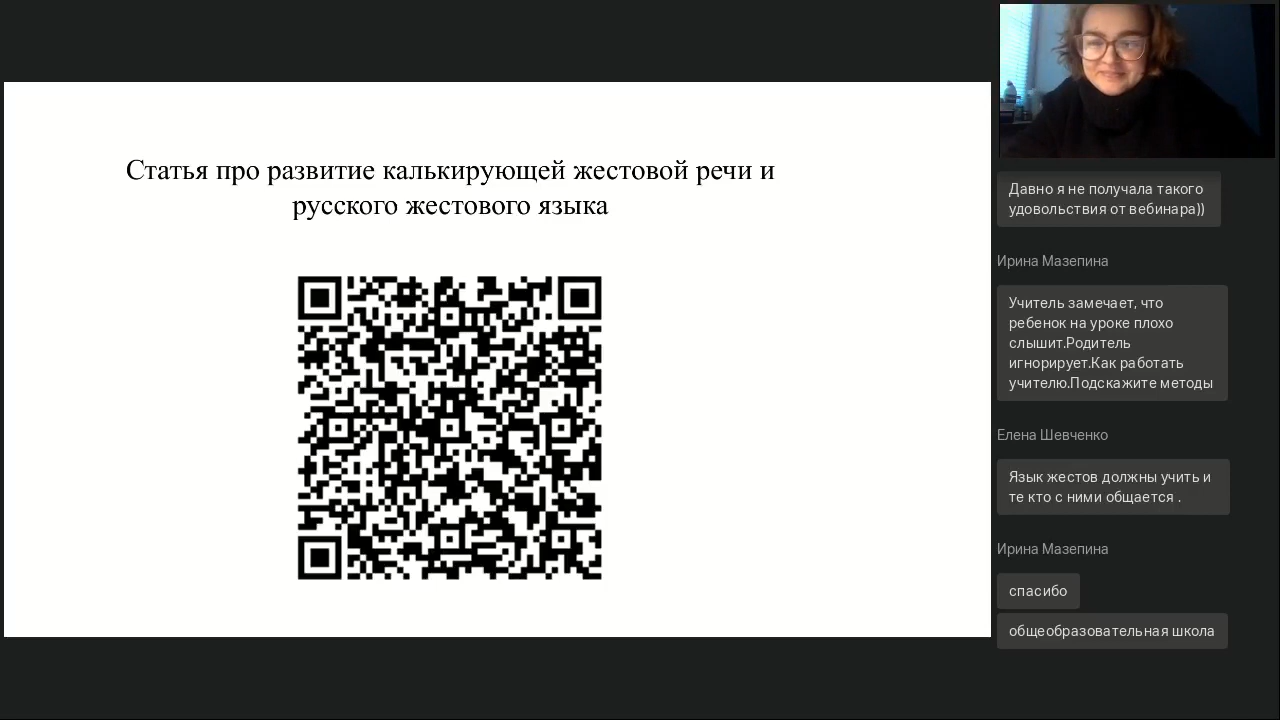 Статья про развитие калькирующей жестовой речи и
русского жестового языка
Давно я не получала такого
удовольствия от вебинара))
Ирина Мазепина
Учитель замечает, что
ребенок на уроке плохо
слышит.Родитель
игнорирует.Как работать
учителю.Подскажите методы
Елена Шевченко
Язык жестов должны учить и
те кто с ними общается .
Ирина Мазепина
спасибо
общеобразовательная школа